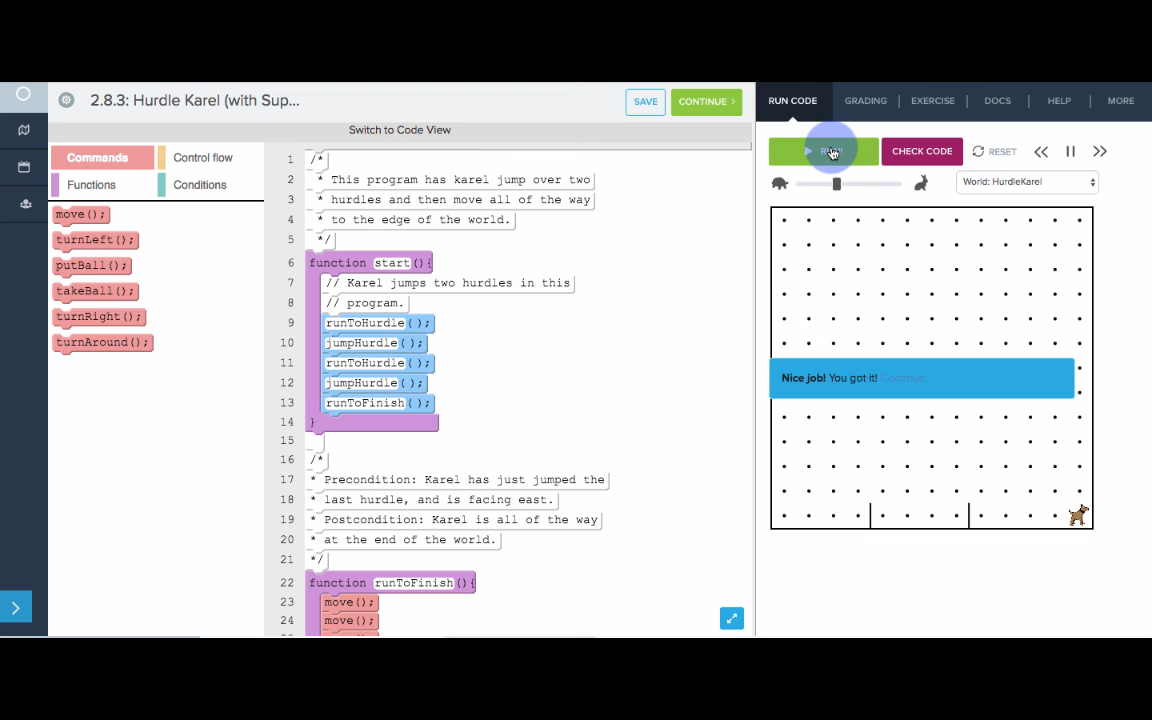 2.8.3: Hurdle Karel (with Sup...
SAVE
CONTINUE ›
Switch to Code View
Commands
Control flow
Functions
Conditions
move();
turnLeft();
putBall();
takeBall();
turnRight();
turnAround();
1 /*
2 * This program has karel jump over two
3 * hurdles and then move all of the way
4 * to the edge of the world.
5 */
6 function start(){
7 // Karel jumps two hurdles in this
8 // program.
9 runToHurdle();
10 jumpHurdle();
11 runToHurdle();
12 jumpHurdle();
13 runToFinish();
14 }
15
16 /*
17 * Precondition: Karel has just jumped the
18 * last hurdle, and is facing east.
19 * Postcondition: Karel is all of the way
20 * at the end of the world.
21 */
22 function runToFinish(){
23 move();
24 move();
RUN CODE
GRADING
EXERCISE
DOCS
HELP
MORE
CHECK CODE
RESET
World: HurdleKarel
Nice job! You got it! Continue.